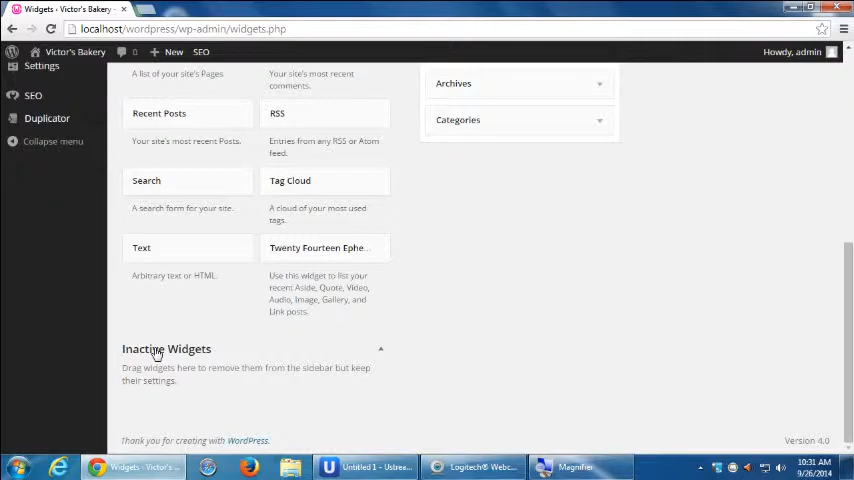 Widgets ‹ Victor's Bakery
localhost/wordpress/wp-admin/widgets.php
Victor's Bakery 0 New SEO Howdy, admin
Settings
SEO
Duplicator
Collapse menu
A list of your site's Pages
Your site's most recent
comments.
Recent Posts
RSS
Your site's most recent Posts.
Entries from any RSS or Atom
feed.
Search
Tag Cloud
A search form for your site.
A cloud of your most used
tags.
Text
Twenty Fourteen Ephe...
Arbitrary text or HTML.
Use this widget to list your
recent Aside, Quote, Video,
Audio, Image, Gallery, and
Link posts.
Archives
Categories
Inactive Widgets
Drag widgets here to remove them from the sidebar but keep
their settings.
Thank you for creating with WordPress.
Version 4.0
Widgets ‹ Victor's...
Untitled 1 - Ustrea...
Logitech® Webc...
Magnifier
10:31 AM
9/26/2014